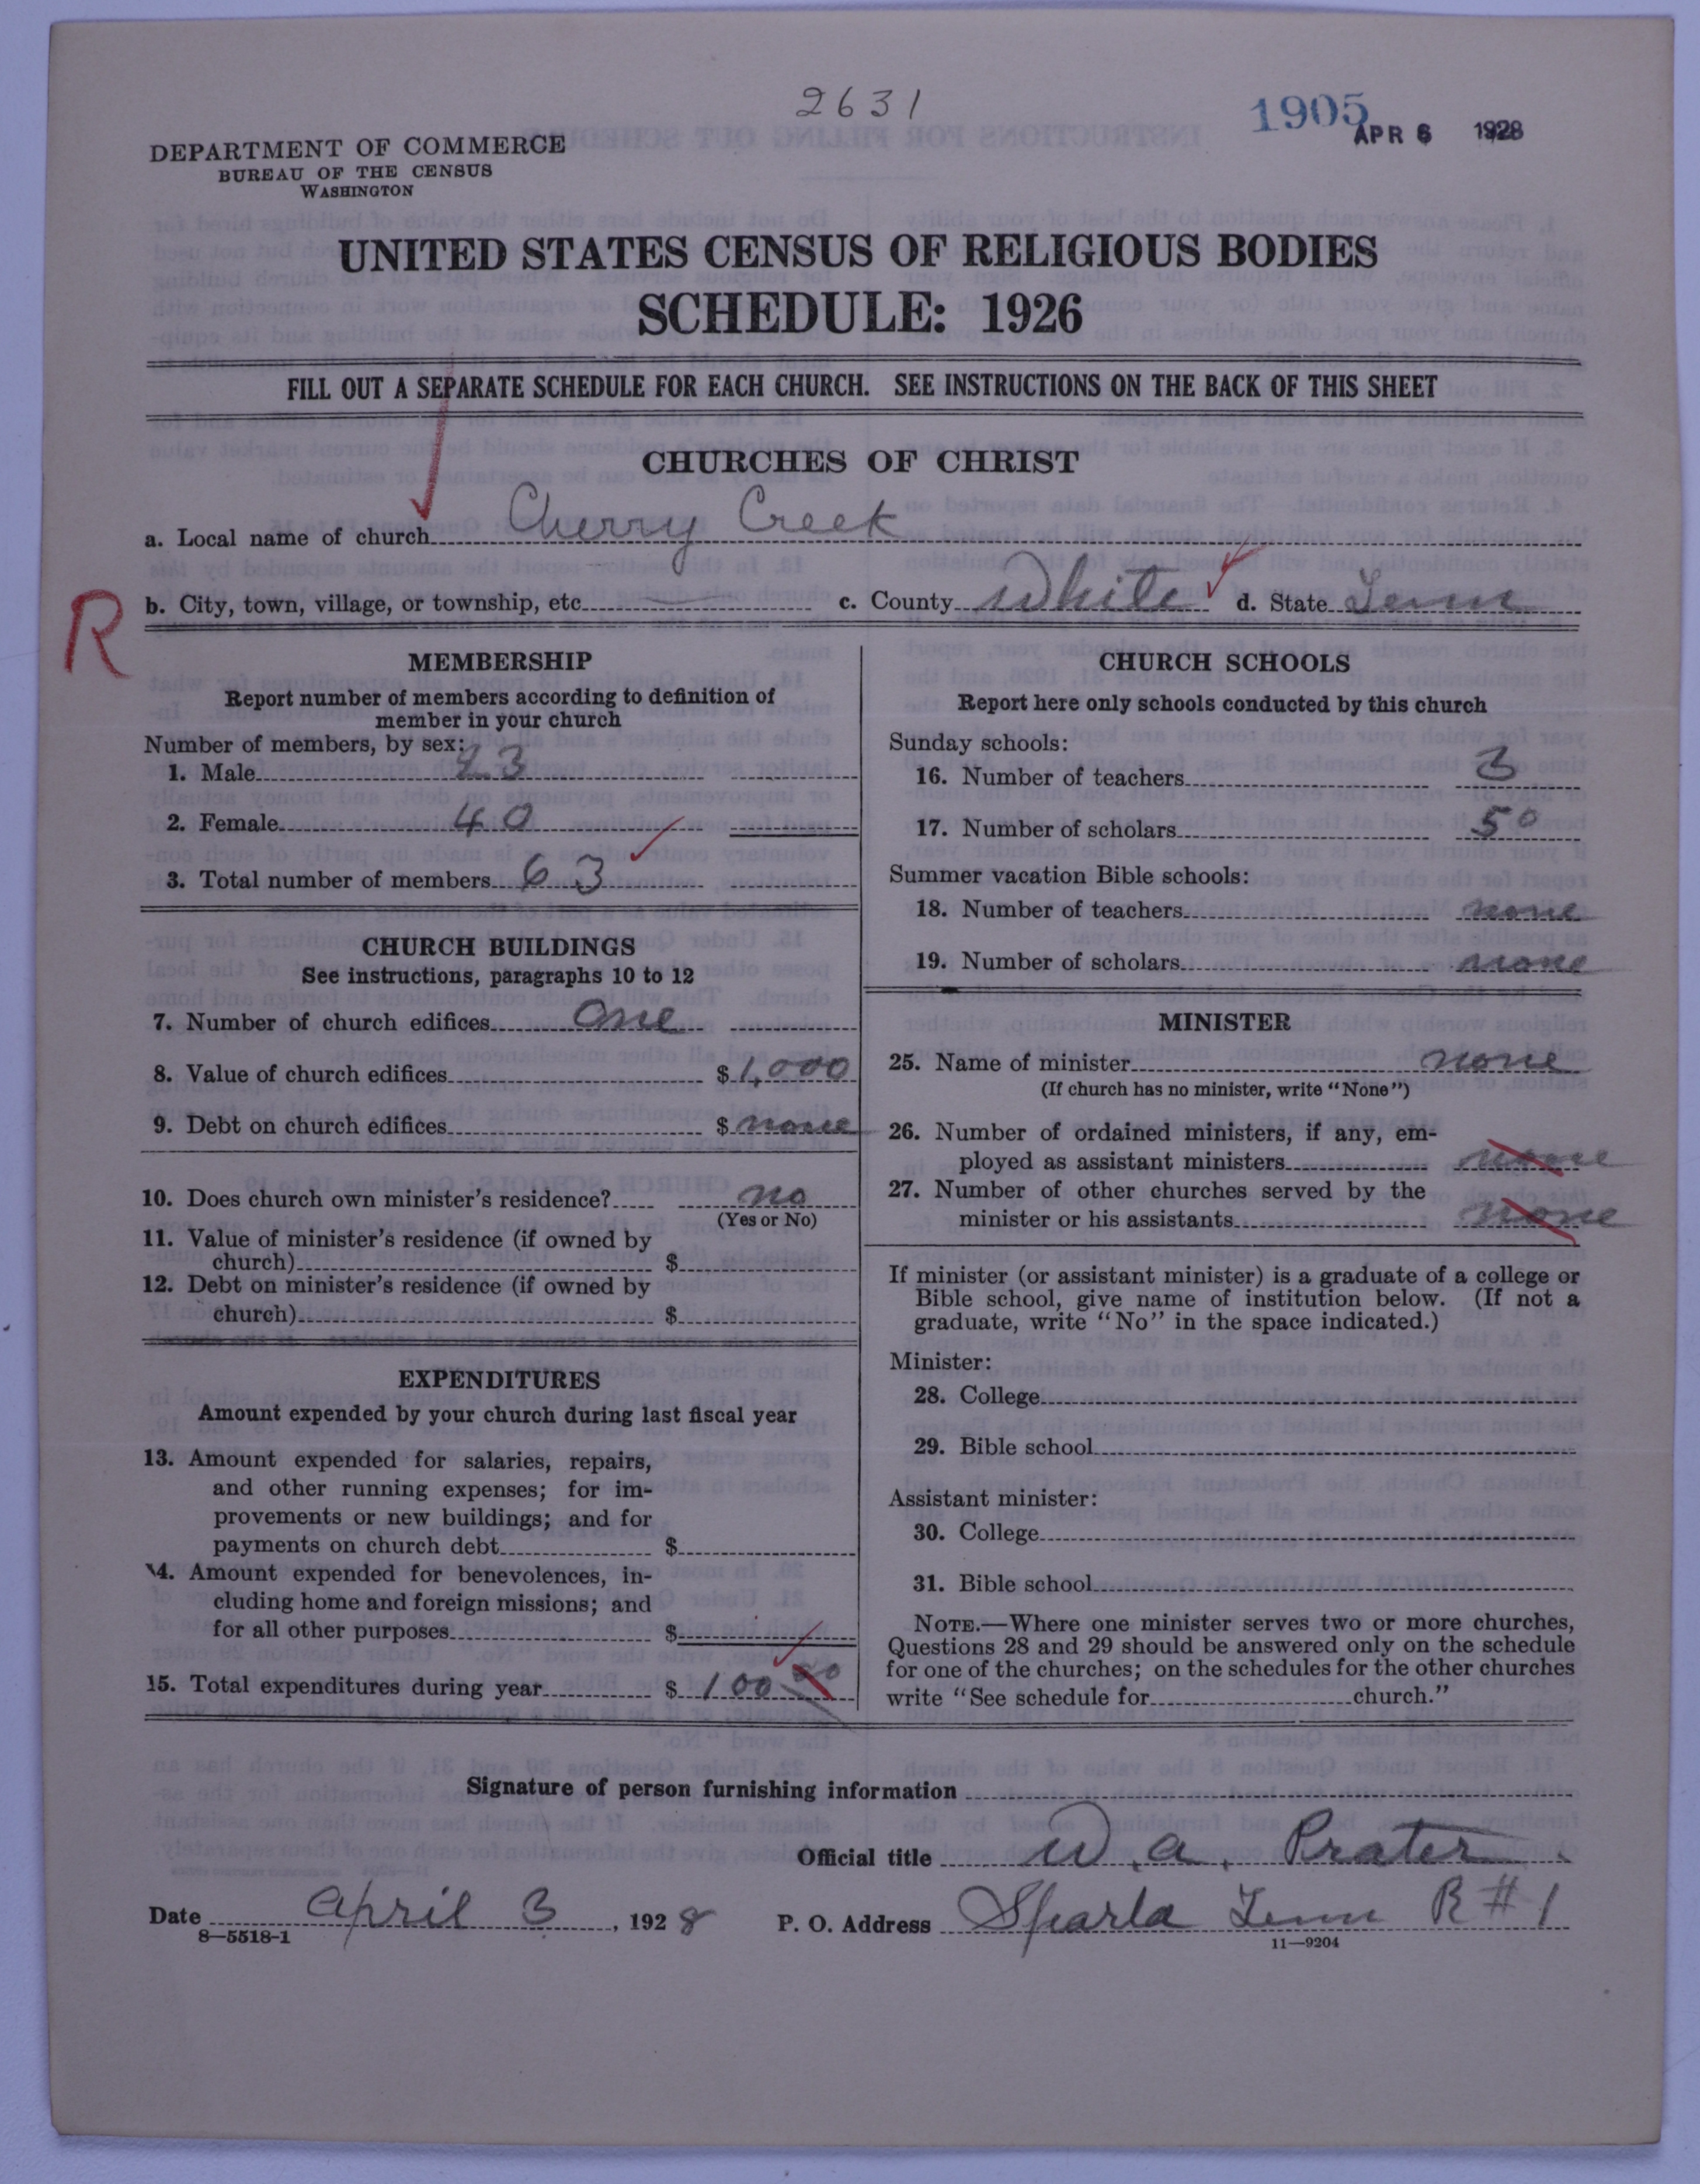 2631
1905
APR 6 1928
DEPARTMENT OF COMMERCE
BUREAU OF THE CENSUS
WASHINGTON
UNITED STATES CENSUS OF RELIGIOUS BODIES
SCHEDULE: 1926
FILL OUT A SEPARATE SCHEDULE FOR EACH CHURCH. SEE INSTRUCTIONS ON THE BACK OF THIS SHEET
CHURCHES OF CHRIST
a. Local name of church Cherry Creek
b. City, town, village, or township, etc. c. County White d. State Tenn
R
MEMBERSHIP
Report number of members according to definition of
member in your church
Number of members, by sex:
1. Male 23
2. Female 40
3. Total number of members 63
CHURCH BUILDINGS
See instructions, paragraphs 10 to 12
7. Number of church edifices One
8. Value of church edifices $ 1,000
9. Debt on church edifices $ none
10. Does church own minister's residence? no
(Yes or No)
11. Value of minister's residence (if owned by
church) $
12. Debt on minister's residence (if owned by
church) $
EXPENDITURES
Amount expended by your church during last fiscal year
13. Amount expended for salaries, repairs,
and other running expenses; for im-
provements or new buildings; and for
payments on church debt $
14. Amount expended for benevolences, in-
cluding home and foreign missions; and
for all other purposes $
15. Total expenditures during year $ 100 00
CHURCH SCHOOLS
Report here only schools conducted by this church
Sunday schools:
16. Number of teachers 3
17. Number of scholars 50
Summer vacation Bible schools:
18. Number of teachers none
19. Number of scholars none
MINISTER
25. Name of minister none
(If church has no minister, write "None")
26. Number of ordained ministers, if any, em-
ployed as assistant ministers none
27. Number of other churches served by the
minister or his assistants none
If minister (or assistant minister) is a graduate of a college or
Bible school, give name of institution below. (If not a
graduate, write "No" in the space indicated.)
Minister:
28. College
29. Bible school
Assistant minister:
30. College
31. Bible school
NOTE.—Where one minister serves two or more churches,
Questions 28 and 29 should be answered only on the schedule
for one of the churches; on the schedules for the other churches
write "See schedule for church."
Signature of person furnishing information
Official title W. A. Prater
Date April 3, 1928 P. O. Address Sparta Tenn R # 1
8—5518-1
11—9204